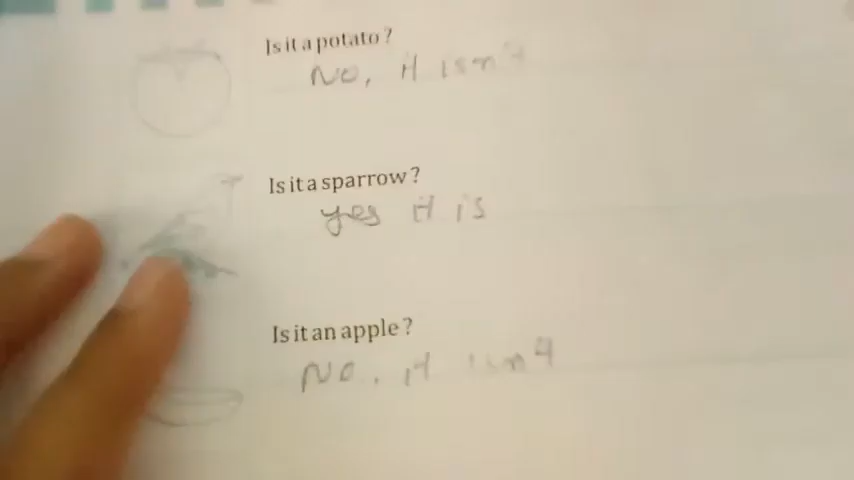 Is it a potato ?
No, it isn't
Is it a sparrow ?
yes it is
Is it an apple ?
No, it isn't